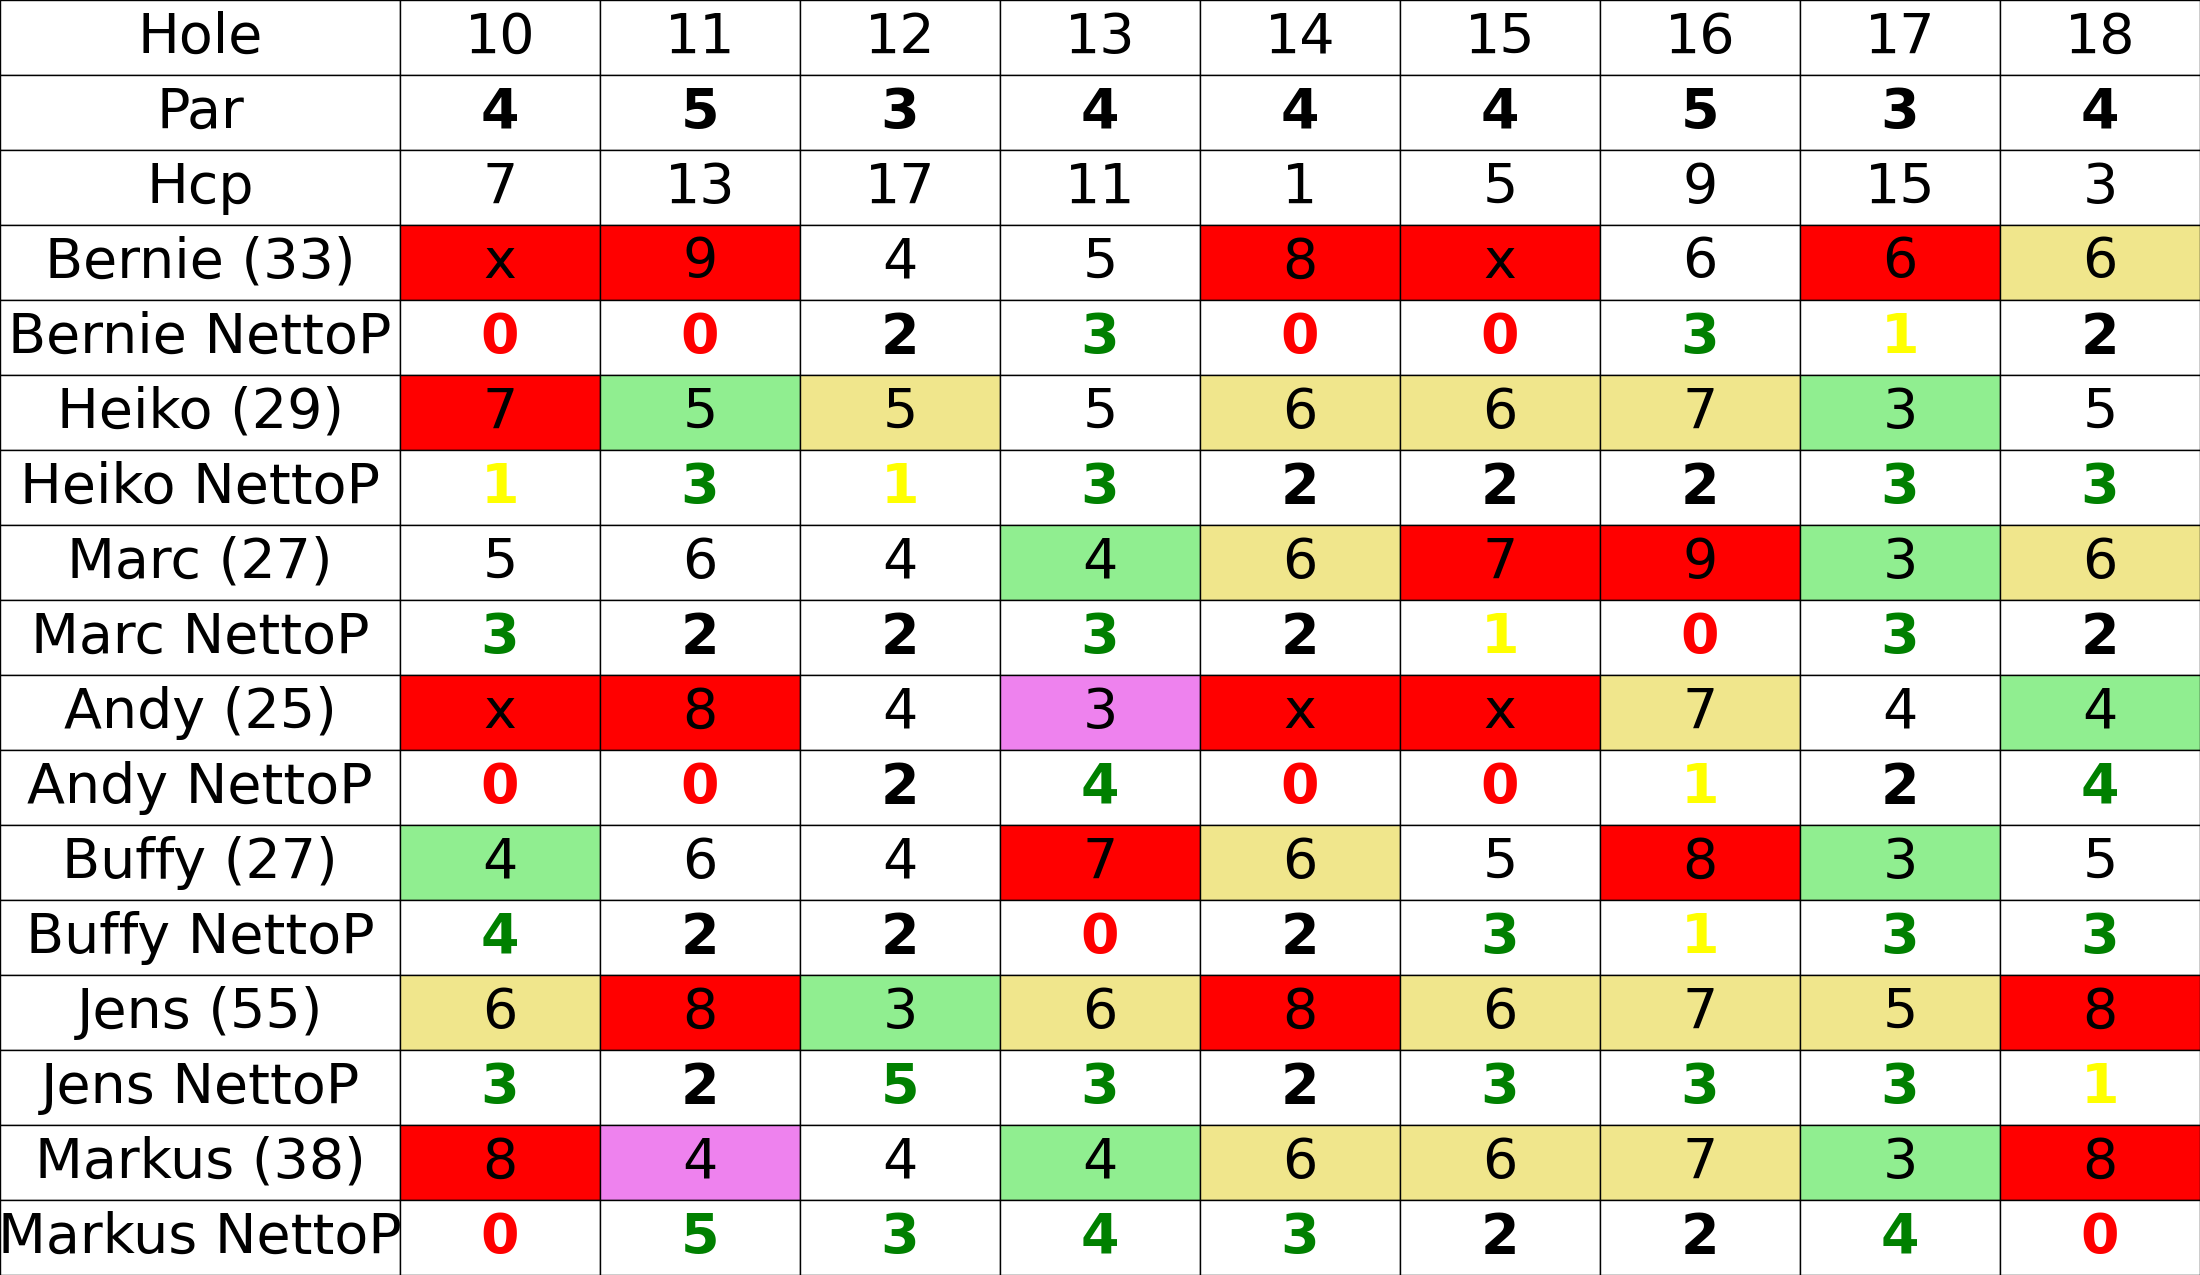 Hole 10 11 12 13 14 15 16 17 18
Par 4 5 3 4 4 4 5 3 4
Hcp 7 13 17 11 1 5 9 15 3
Bernie (33) x 9 4 5 8 x 6 6 6
Bernie NettoP 0 0 2 3 0 0 3 1 2
Heiko (29) 7 5 5 5 6 6 7 3 5
Heiko NettoP 1 3 1 3 2 2 2 3 3
Marc (27) 5 6 4 4 6 7 9 3 6
Marc NettoP 3 2 2 3 2 1 0 3 2
Andy (25) x 8 4 3 x x 7 4 4
Andy NettoP 0 0 2 4 0 0 1 2 4
Buffy (27) 4 6 4 7 6 5 8 3 5
Buffy NettoP 4 2 2 0 2 3 1 3 3
Jens (55) 6 8 3 6 8 6 7 5 8
Jens NettoP 3 2 5 3 2 3 3 3 1
Markus (38) 8 4 4 4 6 6 7 3 8
Markus NettoP 0 5 3 4 3 2 2 4 0